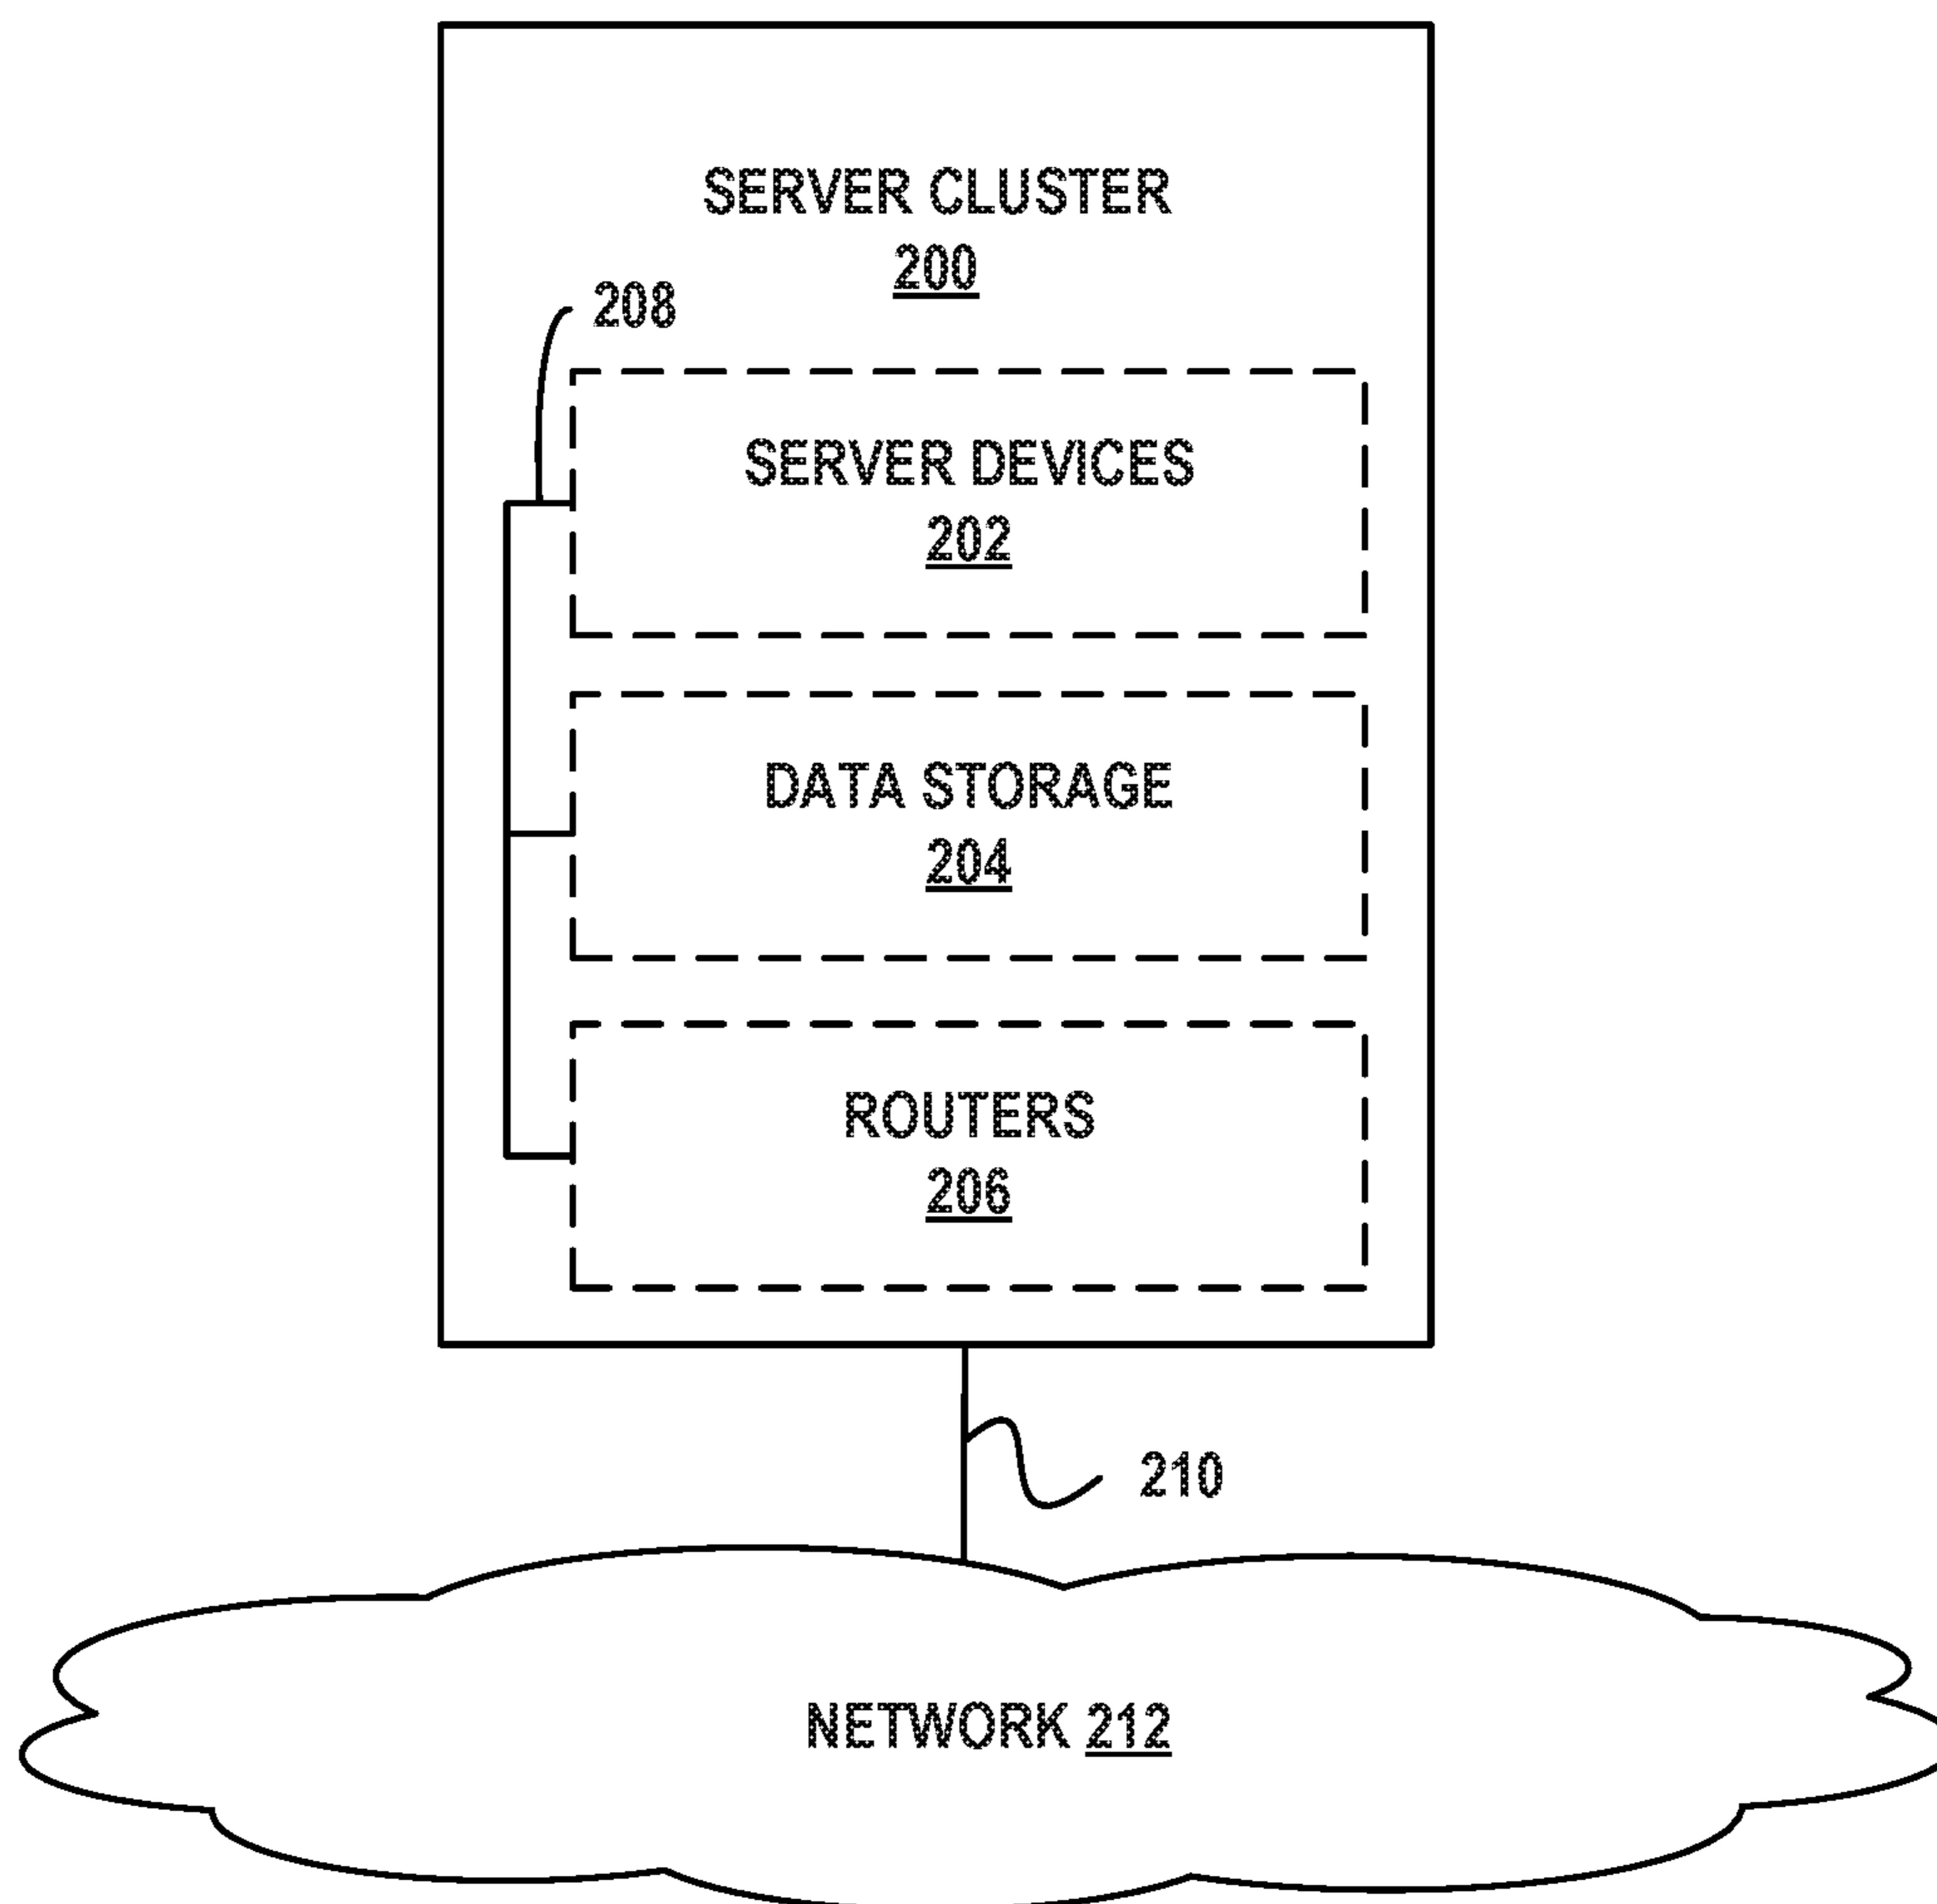 SERVER CLUSTER
200
208
SERVER DEVICES
202
DATA STORAGE
204
ROUTERS
206
210
NETWORK 212